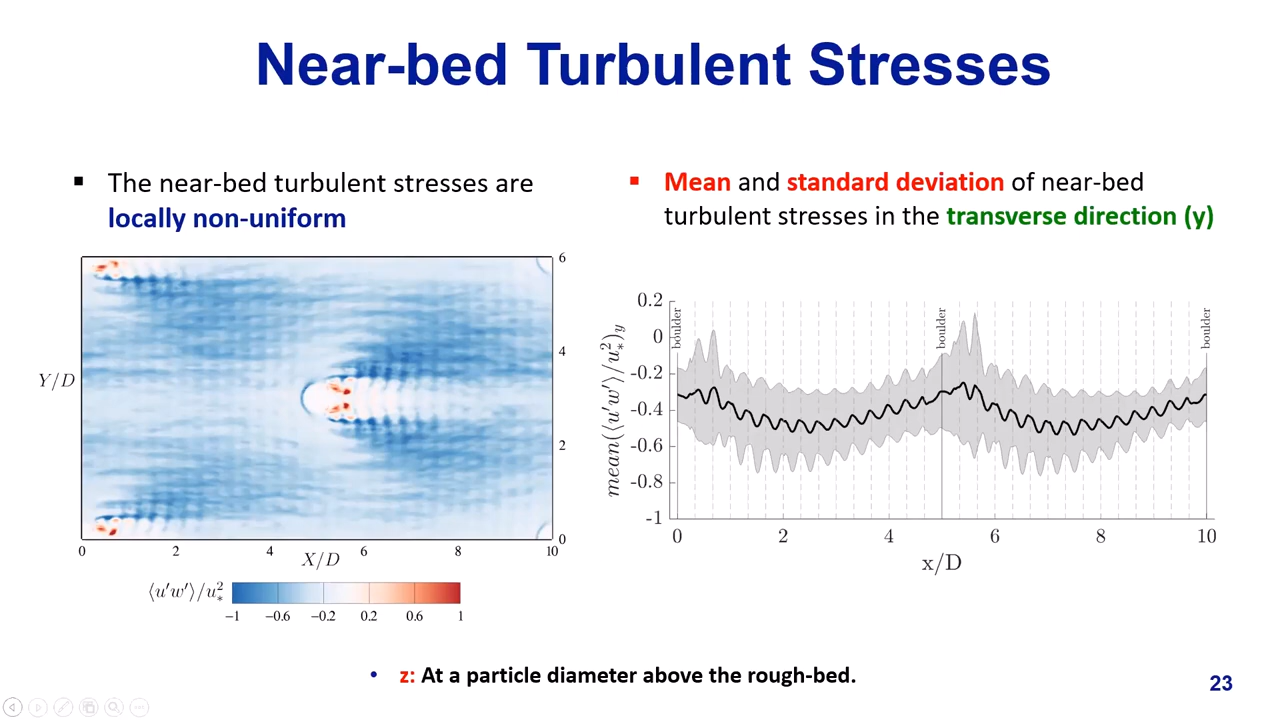 Near-bed Turbulent Stresses
▪ The near-bed turbulent stresses are
locally non-uniform
▪ Mean and standard deviation of near-bed
turbulent stresses in the transverse direction (y)
6
4
2
0
Y/D
0 2 4 6 8 10
X/D
⟨u′w′⟩/u²*
−1 −0.6 −0.2 0.2 0.6 1
mean(⟨u′w′⟩/u²*)y
0.2
0
-0.2
-0.4
-0.6
-0.8
-1
boulder boulder boulder
0 2 4 6 8 10
x/D
• z: At a particle diameter above the rough-bed.
23